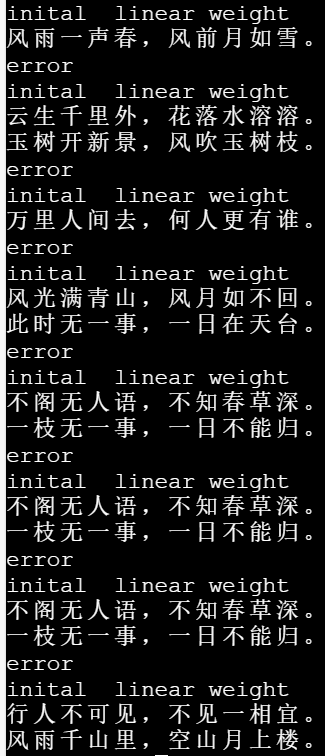 inital  linear weight
风雨一声春，风前月如雪。
error
inital  linear weight
云生千里外，花落水溶溶。
玉树开新景，风吹玉树枝。
error
inital  linear weight
万里人间去，何人更有谁。
error
inital  linear weight
风光满青山，风月如不回。
此时无一事，一日在天台。
error
inital  linear weight
不阁无人语，不知春草深。
一枝无一事，一日不能归。
error
inital  linear weight
不阁无人语，不知春草深。
一枝无一事，一日不能归。
error
inital  linear weight
不阁无人语，不知春草深。
一枝无一事，一日不能归。
error
inital  linear weight
行人不可见，不见一相宜。
风雨千山里，空山月上楼。